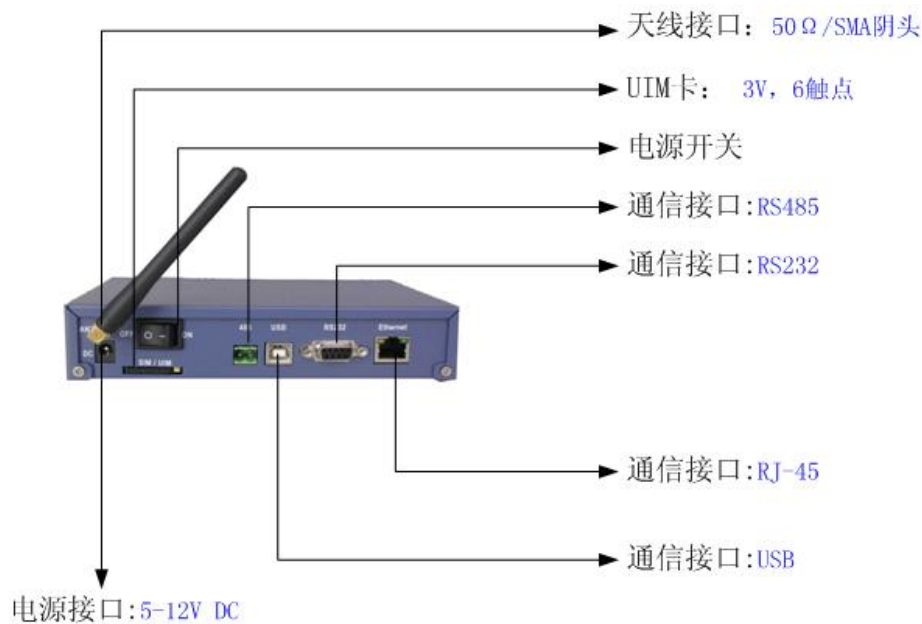 天线接口: 50Ω/SMA阴头
UIM卡: 3V, 6触点
电源开关
通信接口:RS485
通信接口:RS232
OFF ON 485 USB RS232 Ethernet
DC
SIM / UIM
通信接口:RJ-45
通信接口:USB
电源接口:5-12V DC